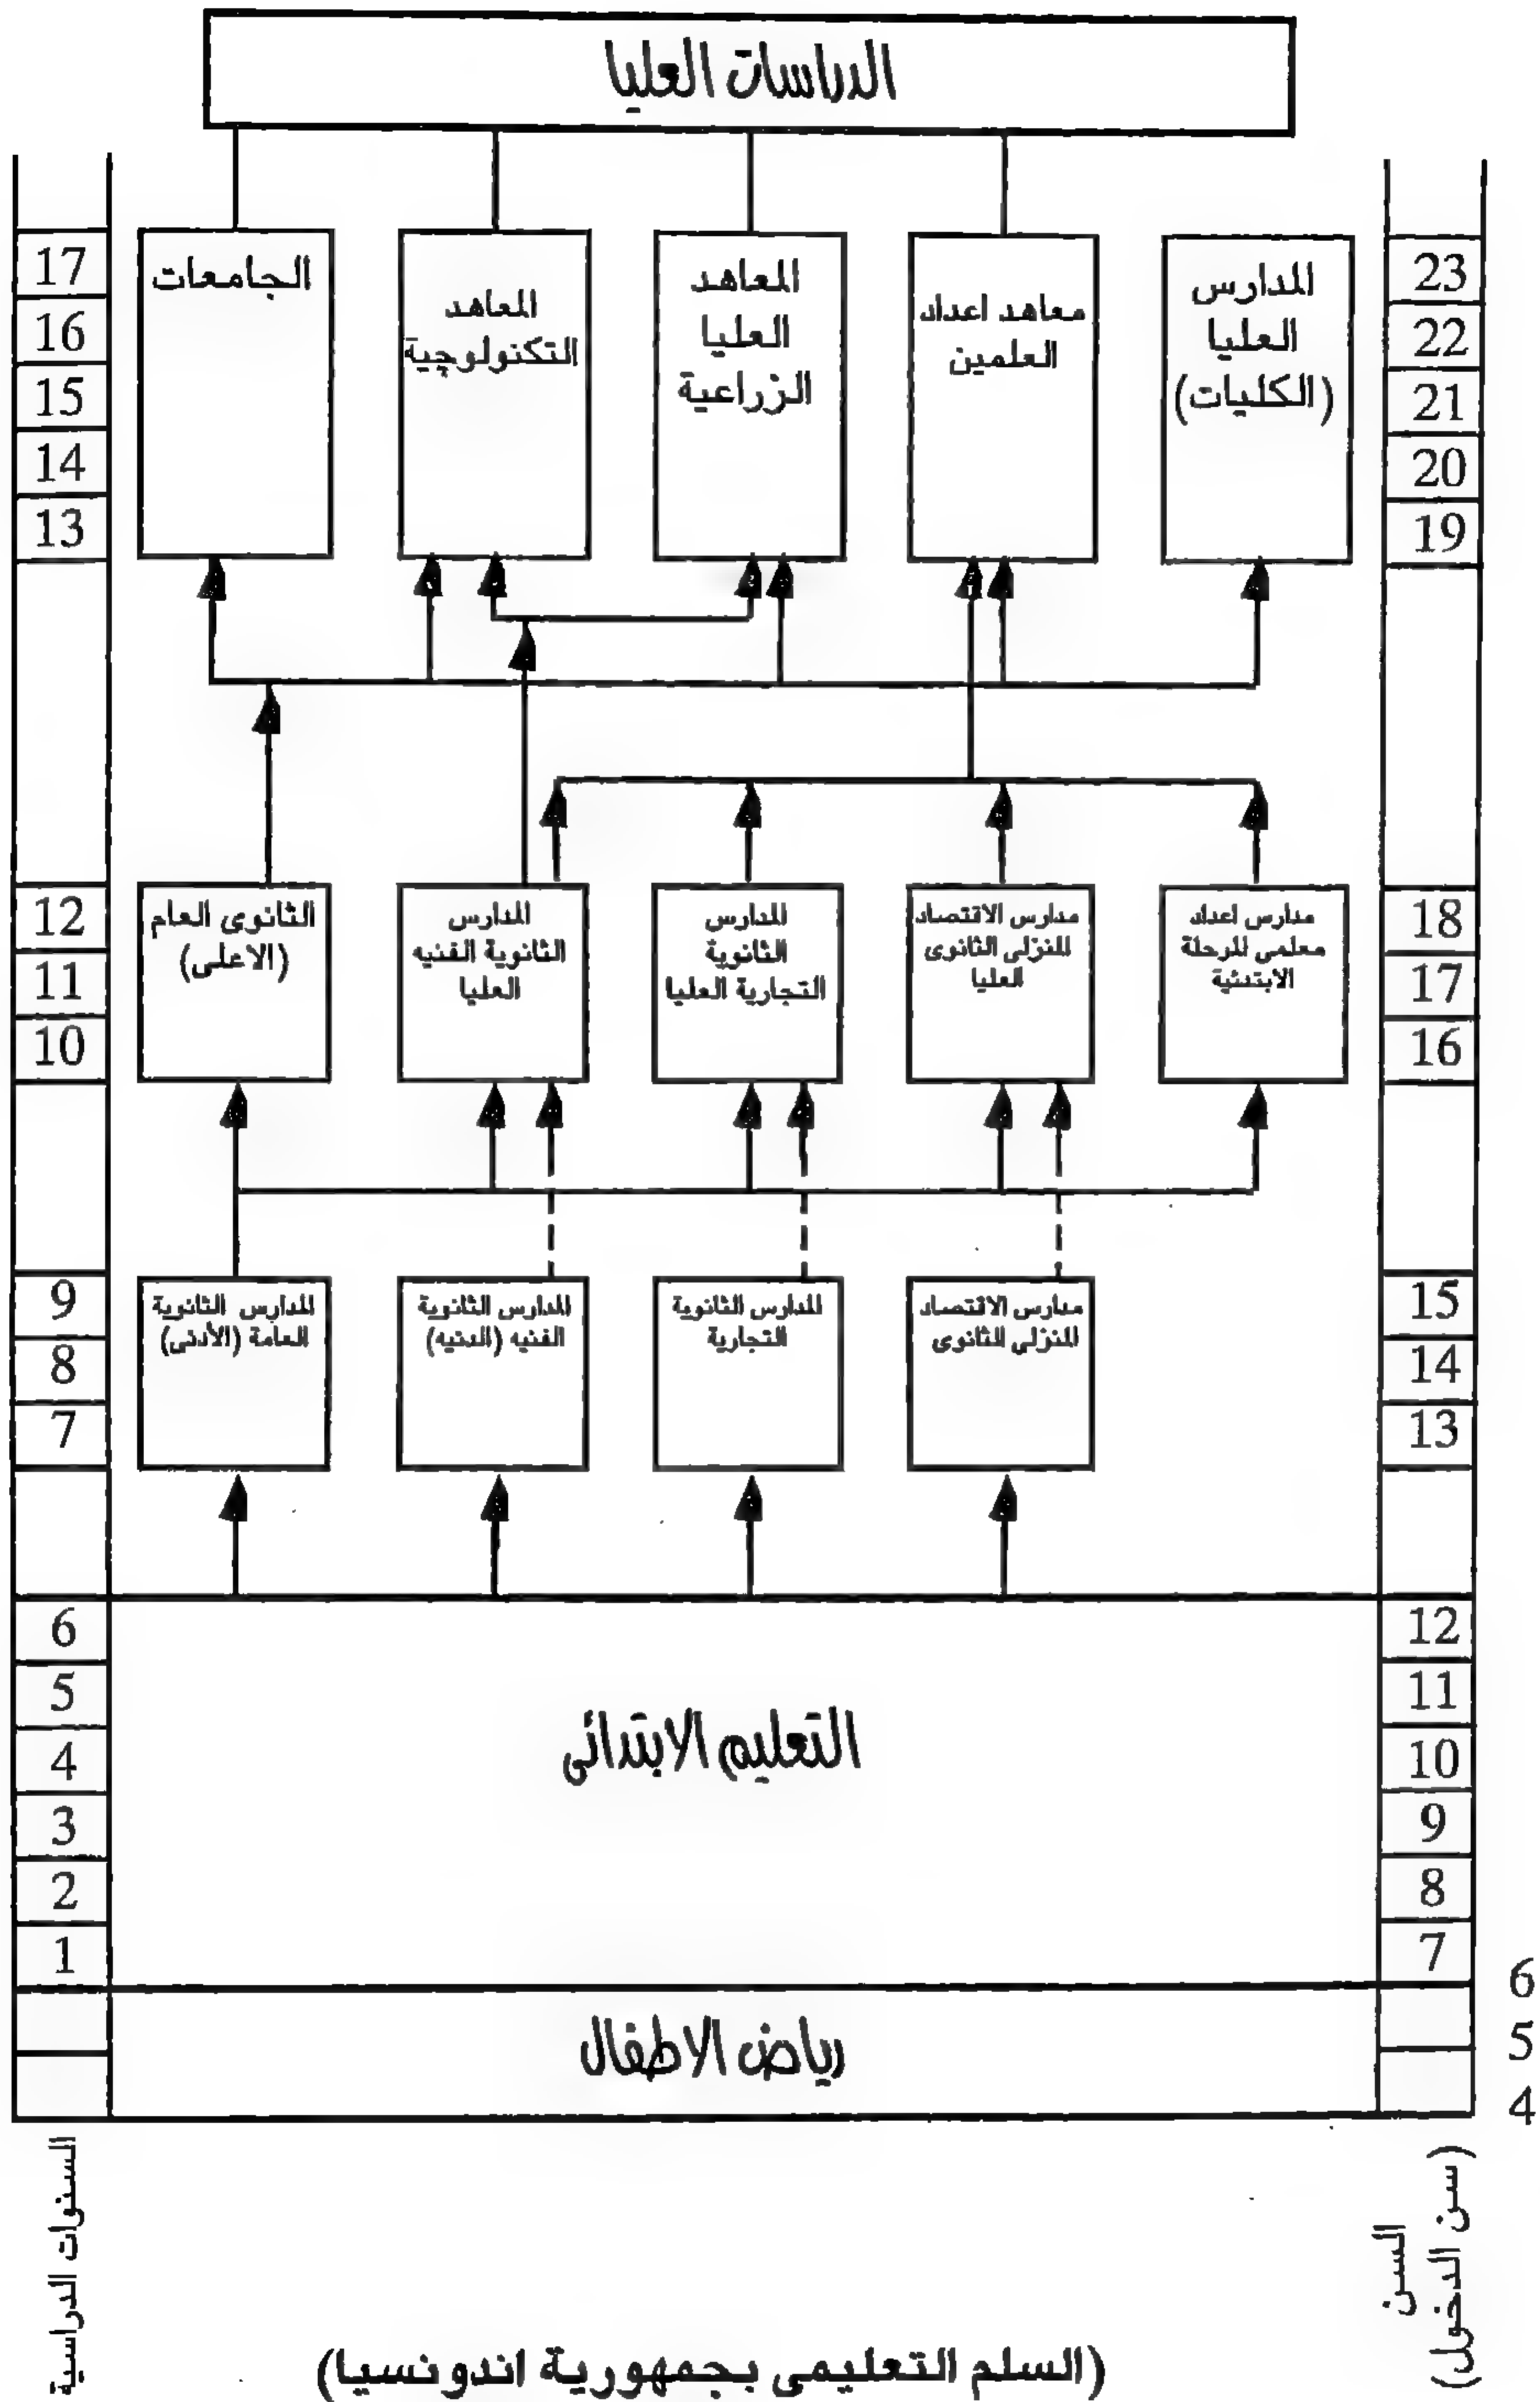 الدراسات العليا
17
16
15
14
13
الجامعات
المعاهد
التكنولوجية
المعاهد
العليا
الزراعية
معاهد اعداد
العلمين
المدارس
العليا
(الكليات)
23
22
21
20
19
12
11
10
الثانوى العام
(الاعلى)
المدارس
الثانوية الفنيه
العليا
المدارس
الثانوية
التجارية العليا
مدارس الاقتصاد
المنزلى الثانوى
العليا
مدارس اعداد
معلمى المرحلة
الابتدئية
18
17
16
9
8
7
المدارس الثانوية
العامة (الأدنى)
المدارس الثانوية
الفنيه (الدنيه)
المدارس الثانوية
التجارية
مدارس الاقتصاد
المنزلى الثانوى
15
14
13
6
5
4
3
2
1
التعليم الابتدائى
12
11
10
9
8
7
رياض الاطفال
6
5
4
السنوات الدراسية
السن
(سن الدخول)
(السلم التعليمى بجمهورية اندونسيا)